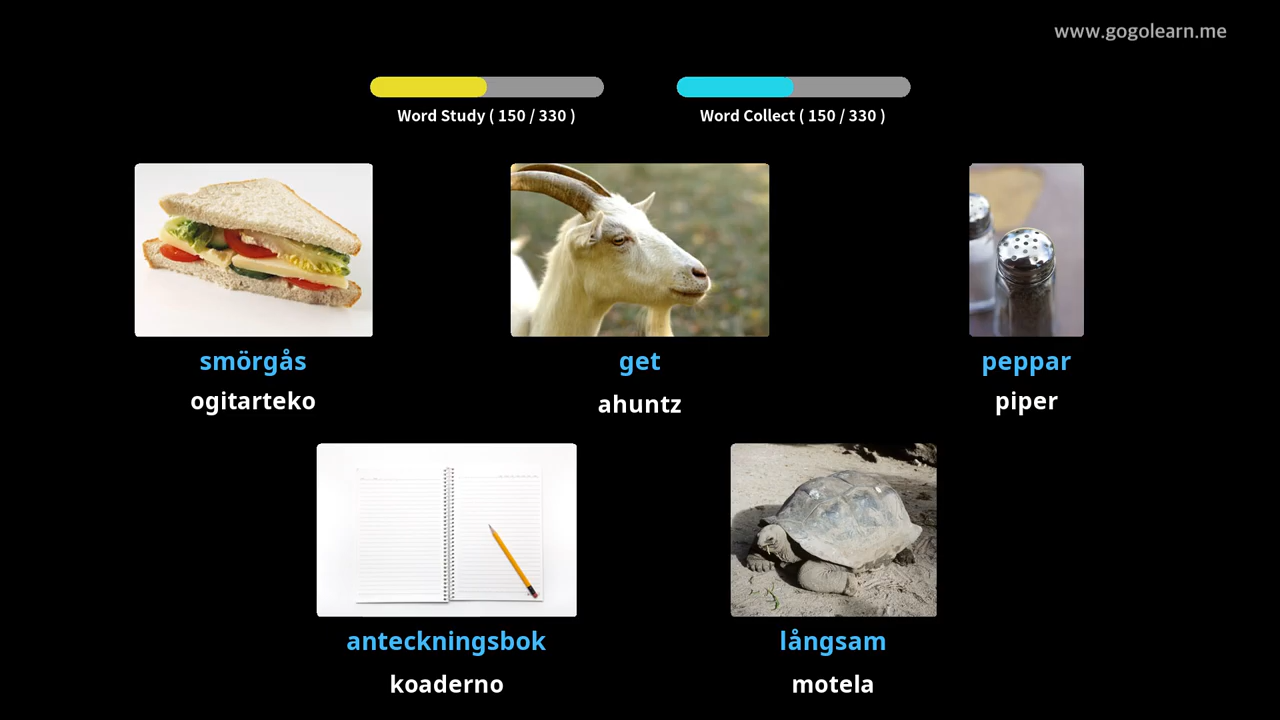 www.gogolearn.me
Word Study ( 150 / 330 )
Word Collect ( 150 / 330 )
smörgås
ogitarteko
get
ahuntz
peppar
piper
anteckningsbok
koaderno
långsam
motela